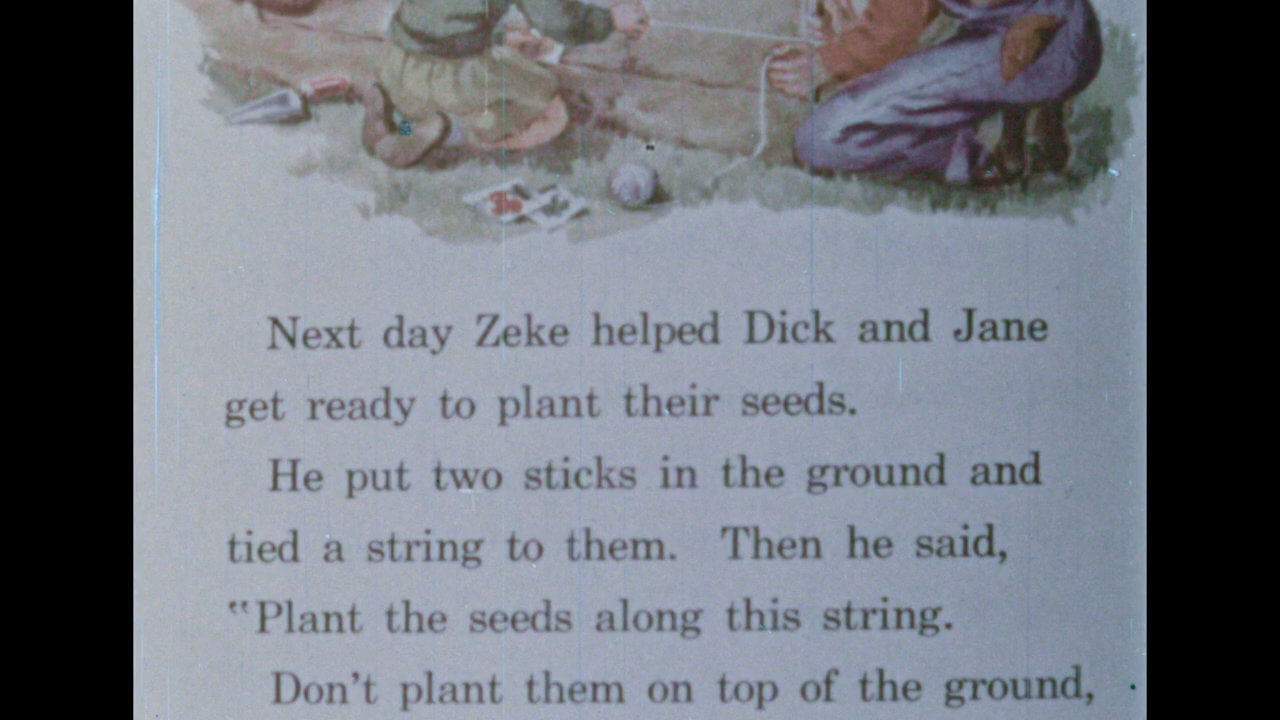 Next day Zeke helped Dick and Jane
get ready to plant their seeds.
He put two sticks in the ground and
tied a string to them. Then he said,
"Plant the seeds along this string.
Don't plant them on top of the ground,